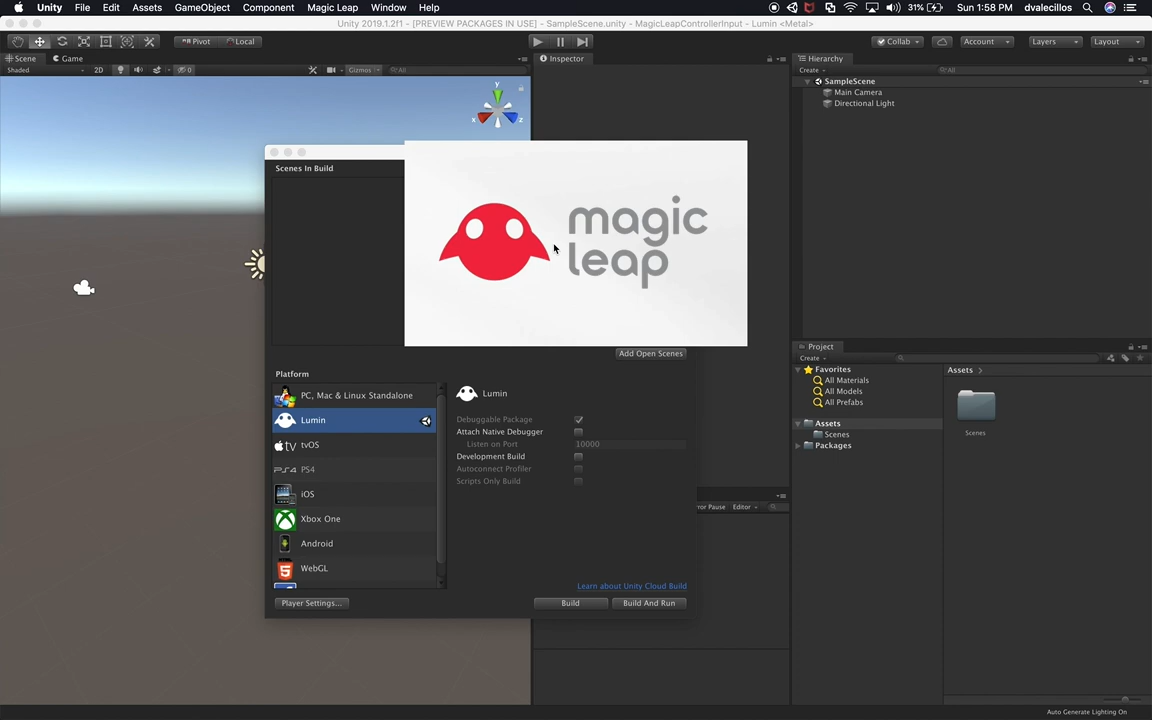 Unity File Edit Assets GameObject Component Magic Leap Window Help 31% Sun 1:58 PM dvalecillos
Unity 2019.1.2f1 - [PREVIEW PACKAGES IN USE] - SampleScene.unity - MagicLeapControllerInput - Lumin <Metal>
Pivot Local Collab Account Layers Layout
Scene Game Inspector Hierarchy
Shaded 2D 0 Gizmos All Create All
SampleScene
Main Camera
Directional Light
Scenes In Build
magic
leap
Add Open Scenes
Project
Create
Platform
Favorites
All Materials
All Models
All Prefabs
Assets
Scenes
Packages
Assets
Scenes
PC, Mac & Linux Standalone
Lumin
tvOS
PS4
iOS
Xbox One
Android
WebGL
Lumin
Debuggable Package
Attach Native Debugger
Listen on Port 10000
Development Build
Autoconnect Profiler
Scripts Only Build
ror Pause Editor
Learn about Unity Cloud Build
Player Settings... Build Build And Run
Auto Generate Lighting On